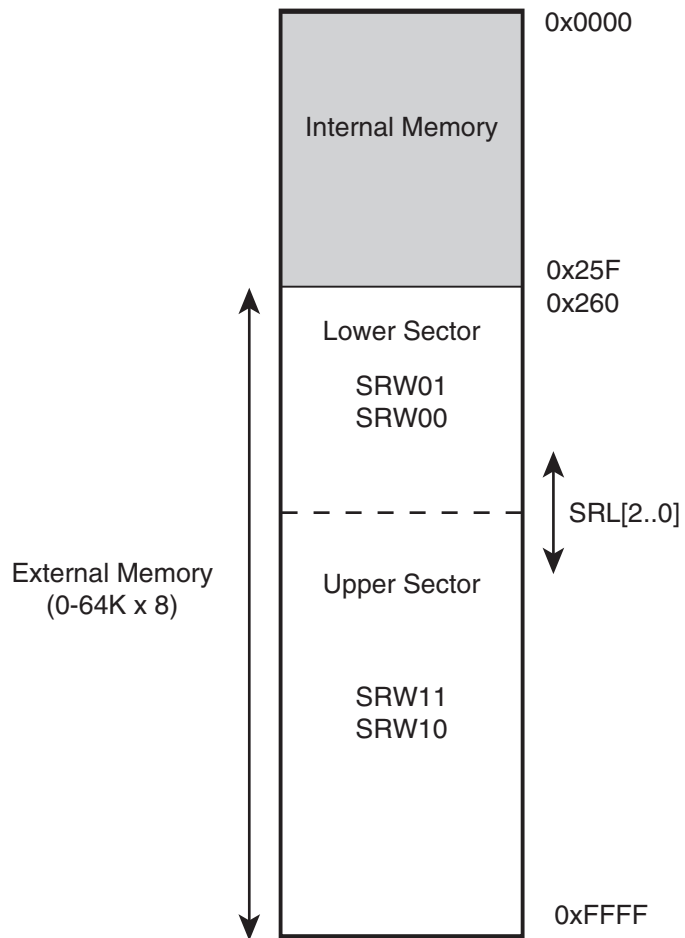 0x0000
Internal Memory
0x25F
0x260
Lower Sector
SRW01
SRW00
SRL[2..0]
External Memory
(0-64K x 8)
Upper Sector
SRW11
SRW10
0xFFFF